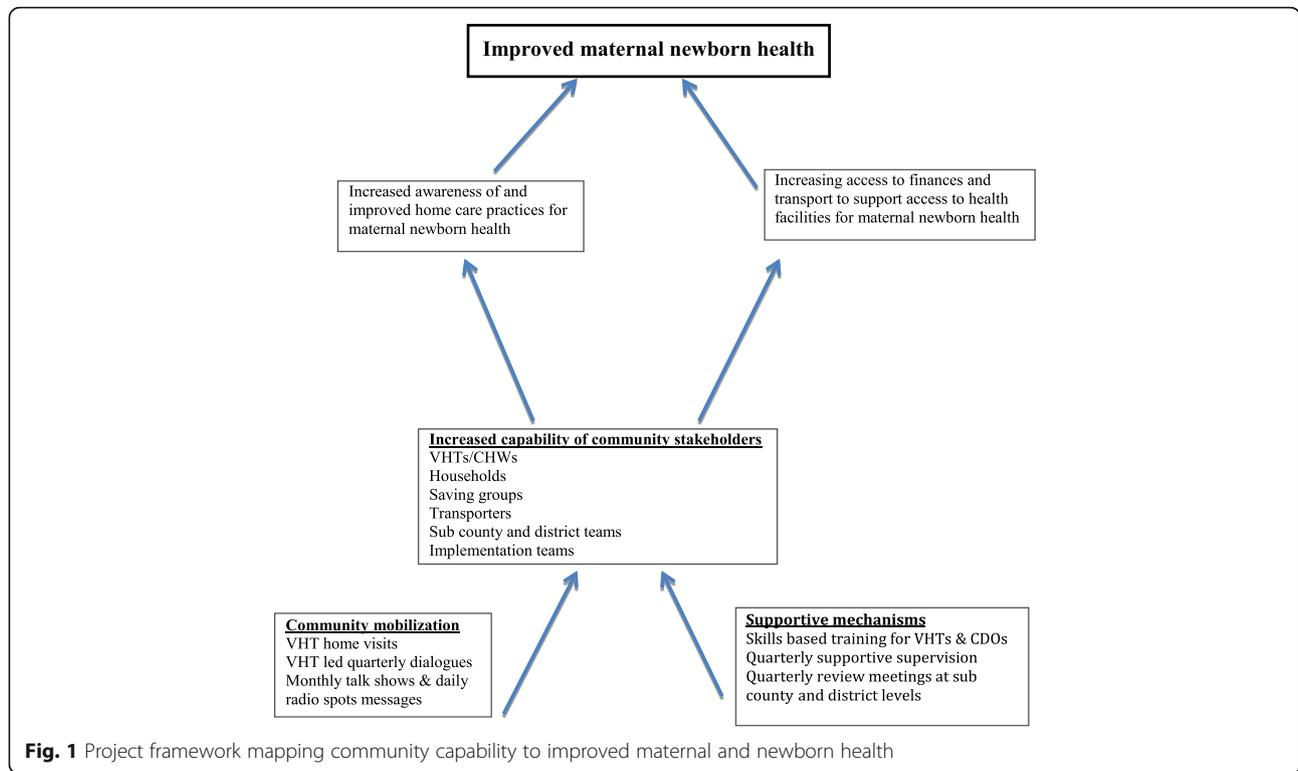 Improved maternal newborn health
Increased awareness of and
improved home care practices for
maternal newborn health
Increasing access to finances and
transport to support access to health
facilities for maternal newborn health
Increased capability of community stakeholders
VHTs/CHWs
Households
Saving groups
Transporters
Sub county and district teams
Implementation teams
Community mobilization
VHT home visits
VHT led quarterly dialogues
Monthly talk shows & daily
radio spots messages
Supportive mechanisms
Skills based training for VHTs & CDOs
Quarterly supportive supervision
Quarterly review meetings at sub
county and district levels
Fig. 1 Project framework mapping community capability to improved maternal and newborn health